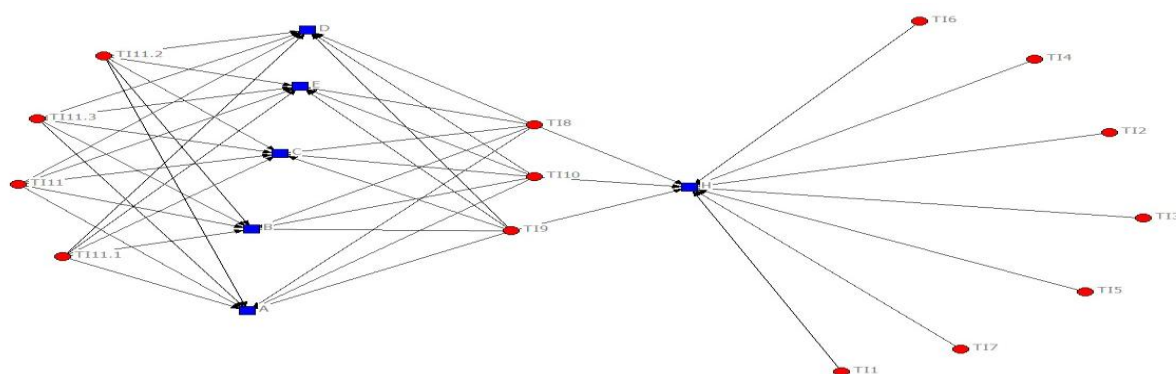 TI6
D
TI11.2
TI4
E
TI11.3
TI8
TI2
C
TI10
TI11
H
TI3
B
TI9
TI11.1
TI5
A
TI7
TI1